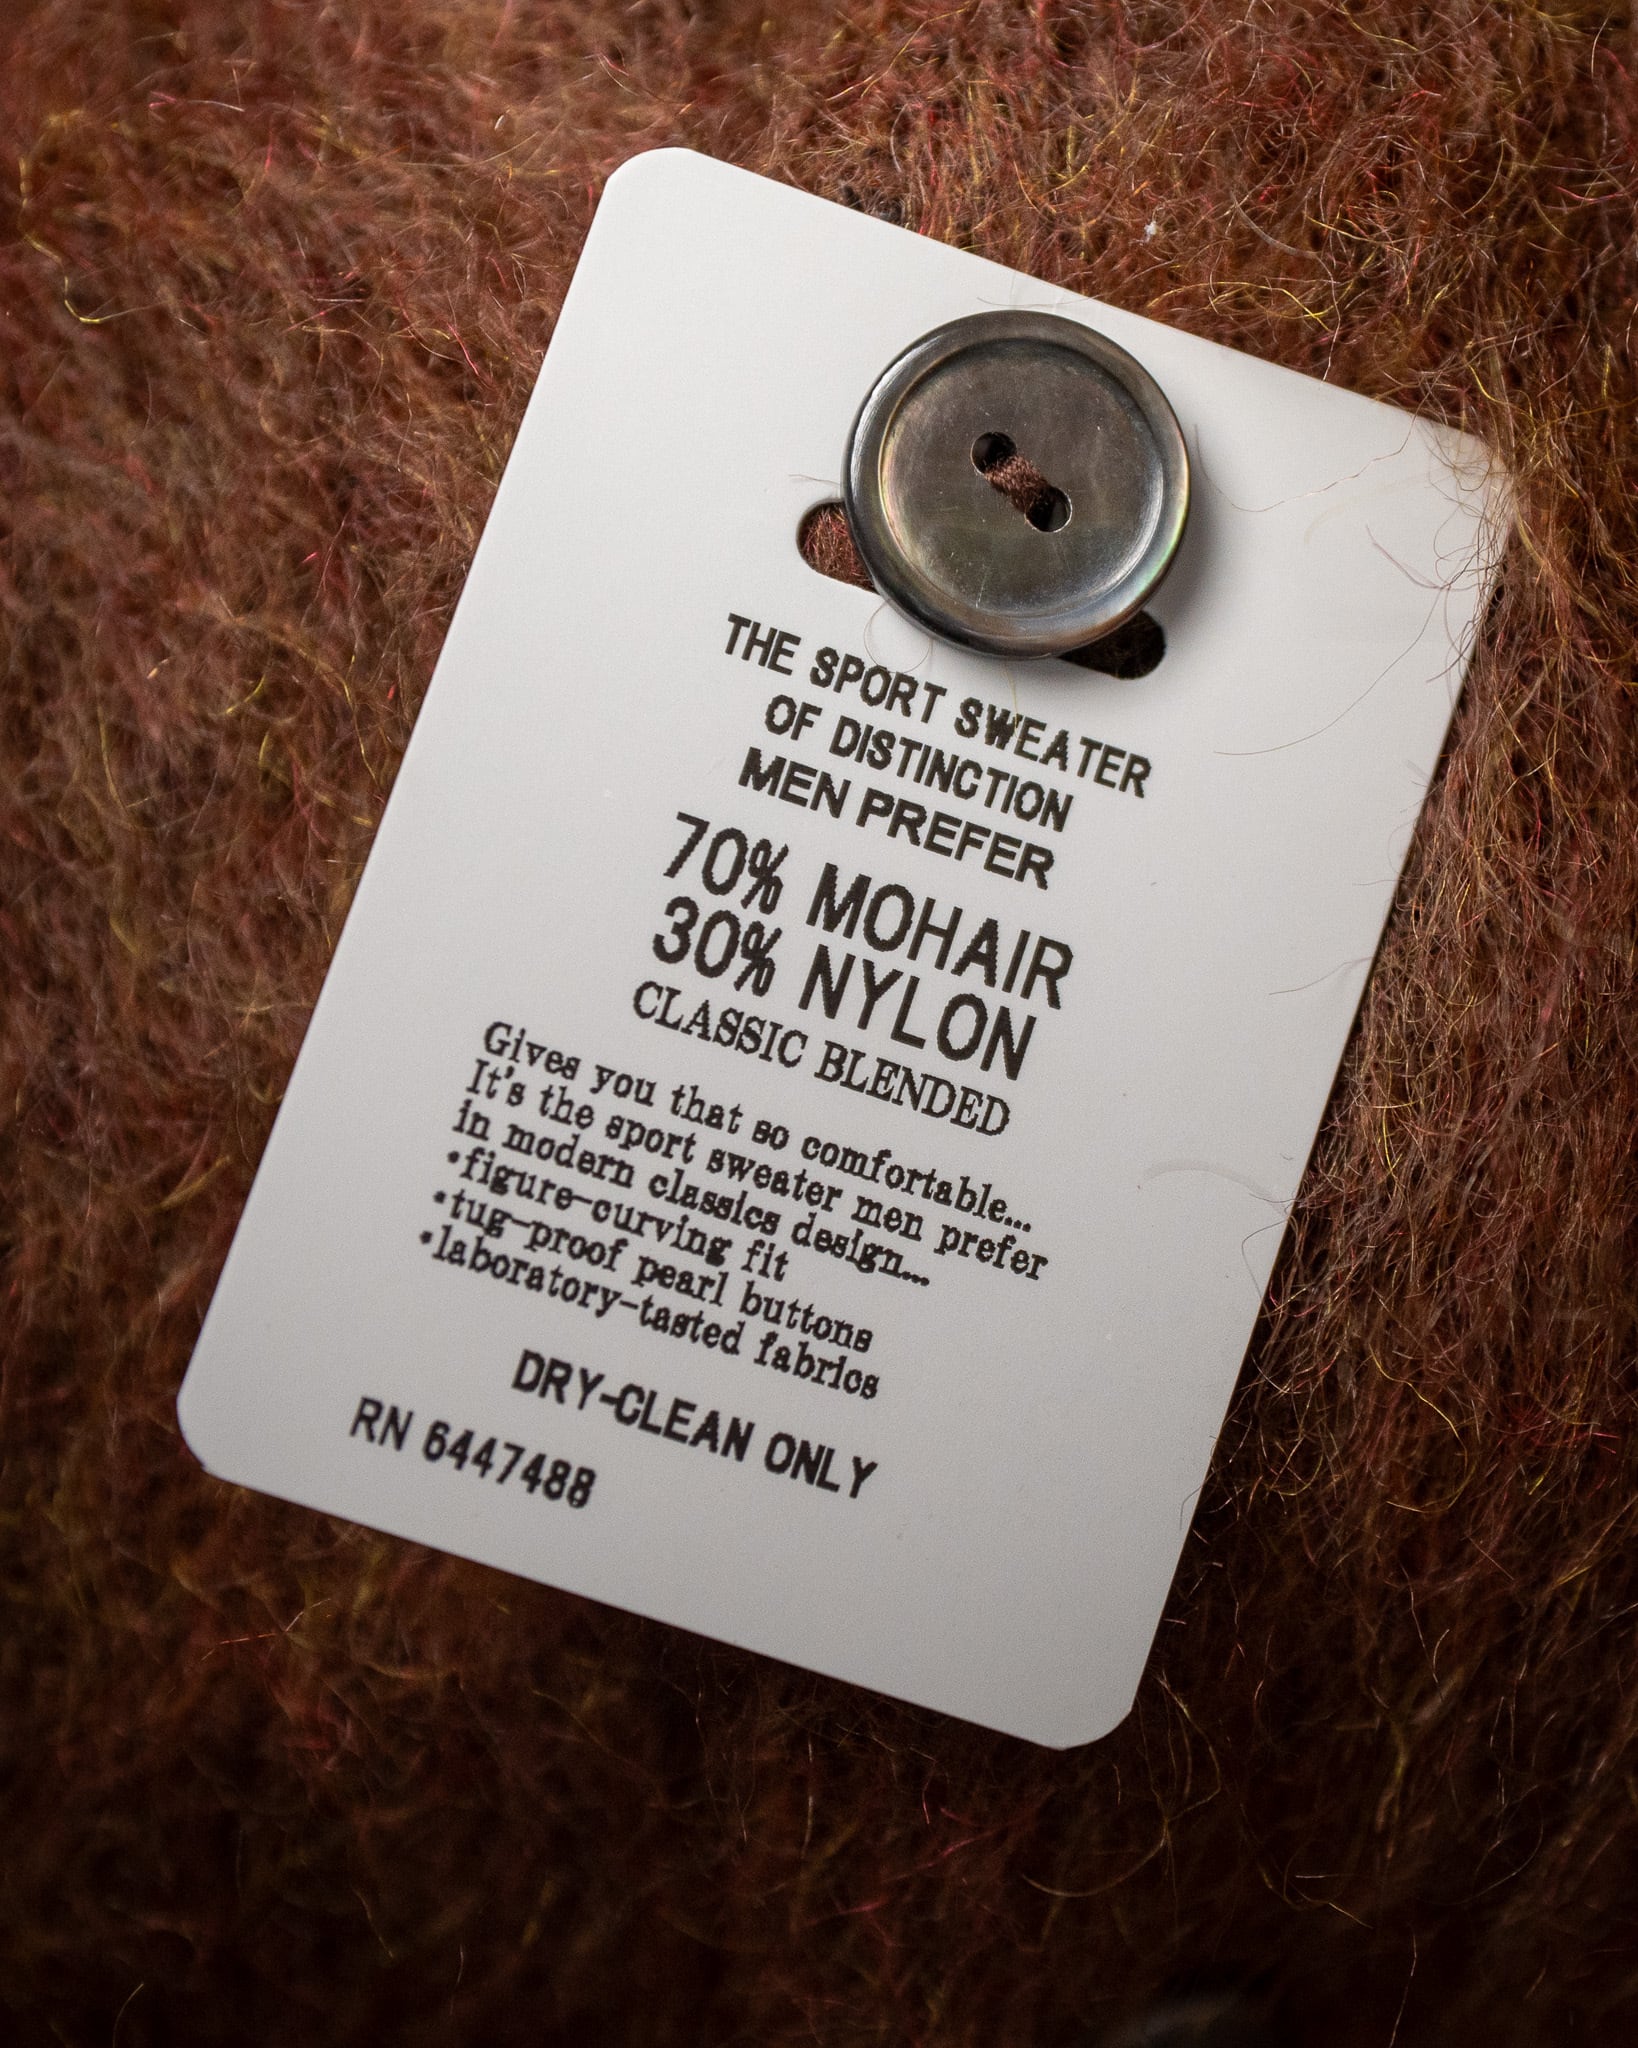 THE SPORT SWEATER
OF DISTINCTION
MEN PREFER
70% MOHAIR
30% NYLON
CLASSIC BLENDED
Gives you that so comfortable...
It's the sport sweater men prefer
in modern classics design...
•figure-curving fit
•tug-proof pearl buttons
•laboratory-tasted fabrics
DRY-CLEAN ONLY
RN 6447488